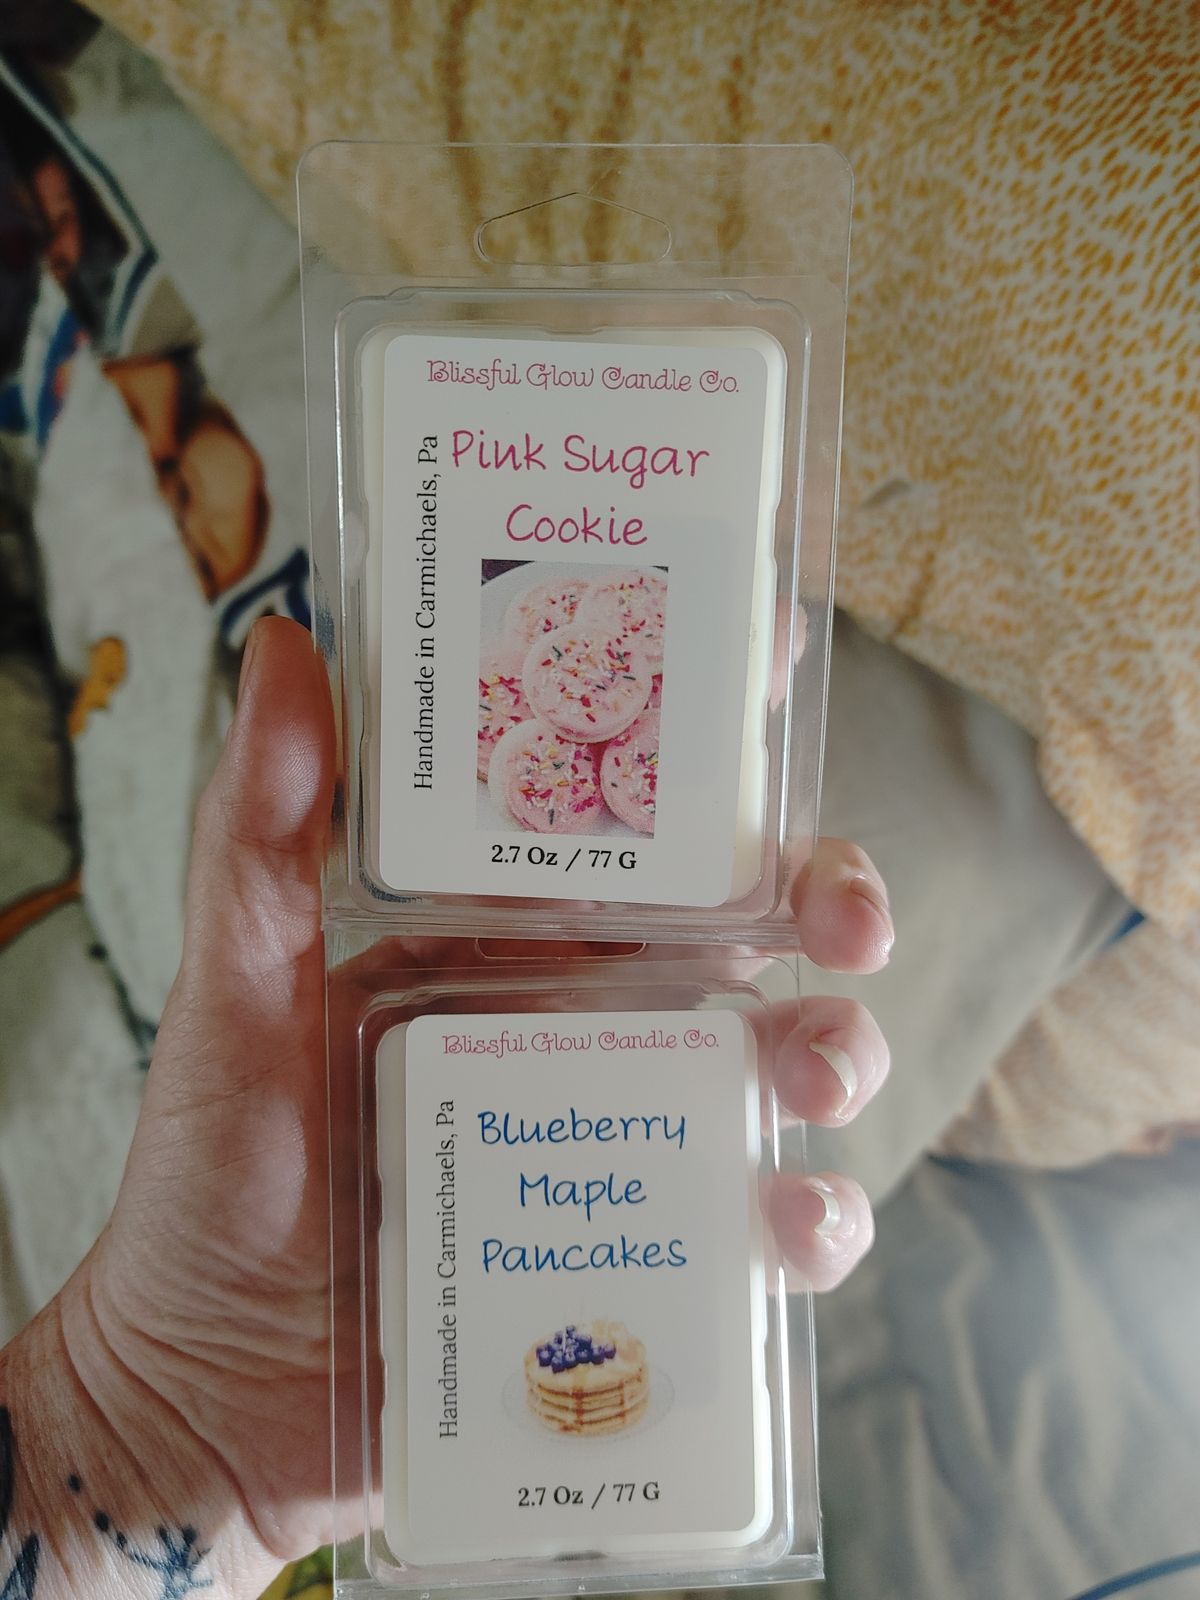 Blissful Glow Candle Co.
Handmade in Carmichaels, Pa
Pink Sugar
Cookie
2.7 Oz / 77 G
Blissful Glow Candle Co.
Handmade in Carmichaels, Pa
Blueberry
Maple
Pancakes
2.7 Oz / 77 G